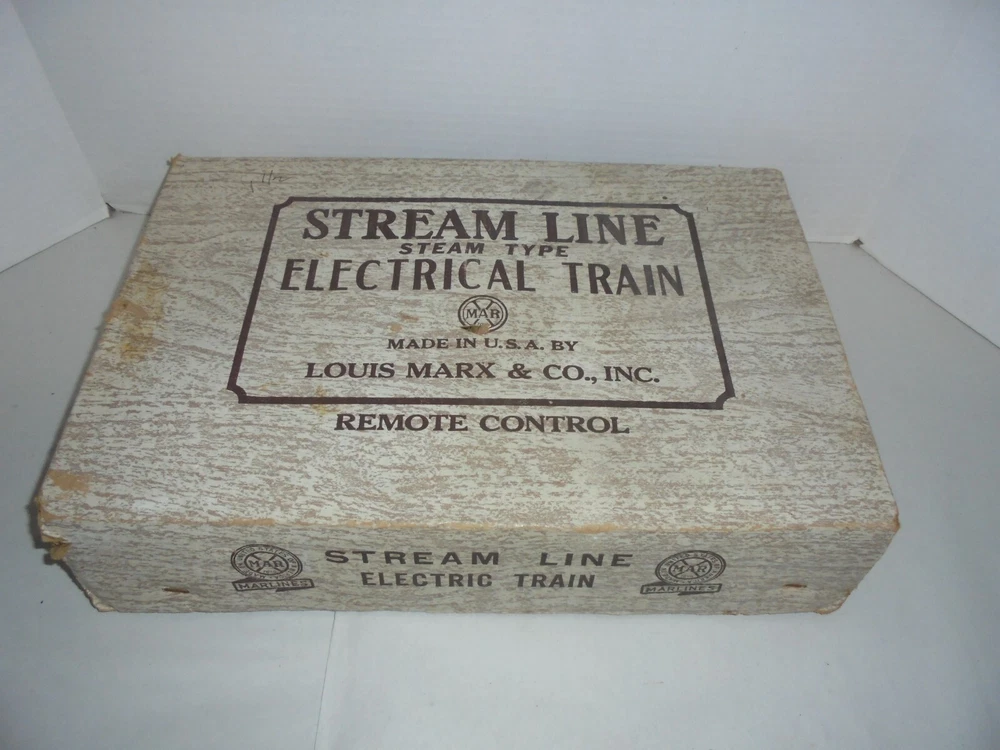 STREAM LINE
STEAM TYPE
ELECTRICAL TRAIN
MAR
MADE IN U.S.A. BY
LOUIS MARX & CO., INC.
REMOTE CONTROL
STREAM LINE
ELECTRIC TRAIN
MAR
MARLINES
MAR
MARLINES